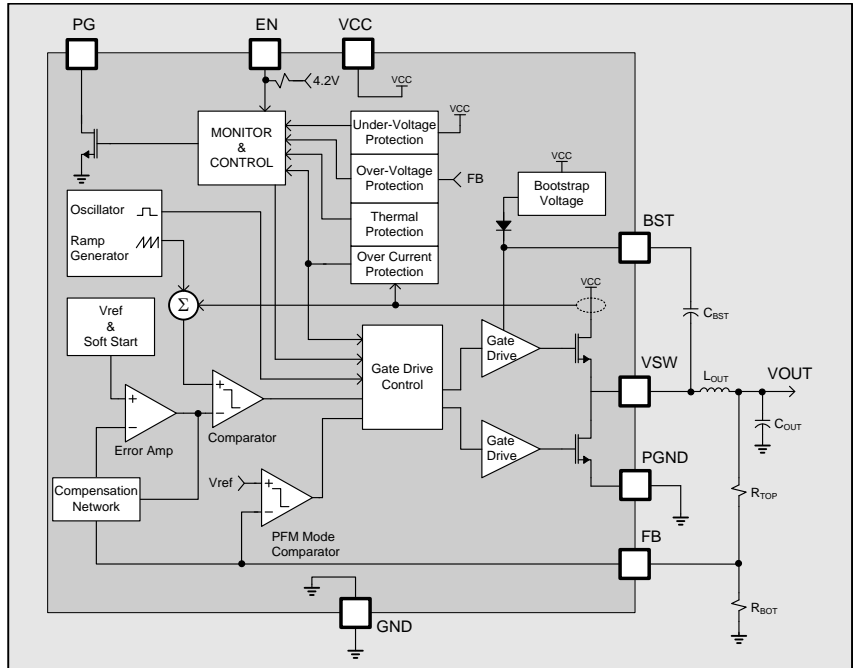 PG
EN
VCC
4.2V
VCC
MONITOR
&
CONTROL
Under-Voltage
Protection
VCC
Over-Voltage
Protection
FB
Thermal
Protection
Over Current
Protection
VCC
Bootstrap
Voltage
BST
Oscillator
Ramp
Generator
Σ
Vref
&
Soft Start
VCC
CBST
Gate
Drive
Gate Drive
Control
VSW
LOUT
VOUT
COUT
+
−
Error Amp
+
−
Comparator
Gate
Drive
PGND
RTOP
Compensation
Network
Vref
+
−
PFM Mode
Comparator
FB
RBOT
GND